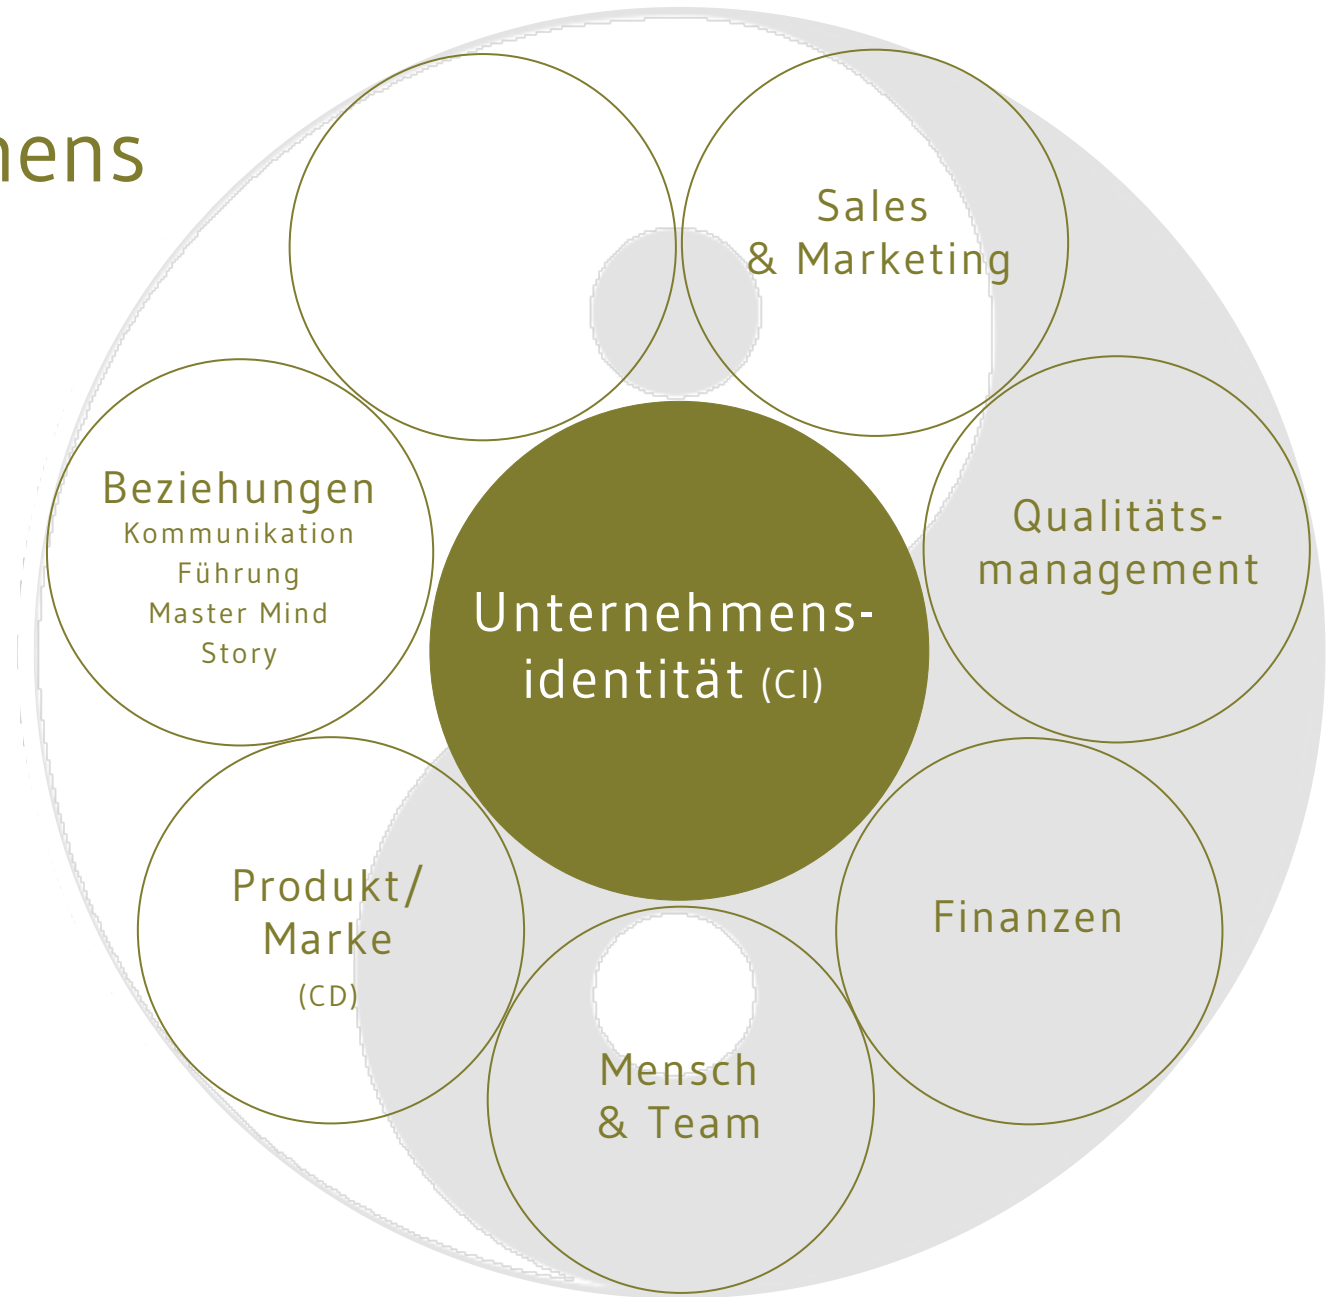 Sales
& Marketing
Beziehungen
Kommunikation
Führung
Master Mind
Story
Qualitäts-
management
Unternehmens-
identität (CI)
Produkt/
Marke
(CD)
Finanzen
Mensch
& Team